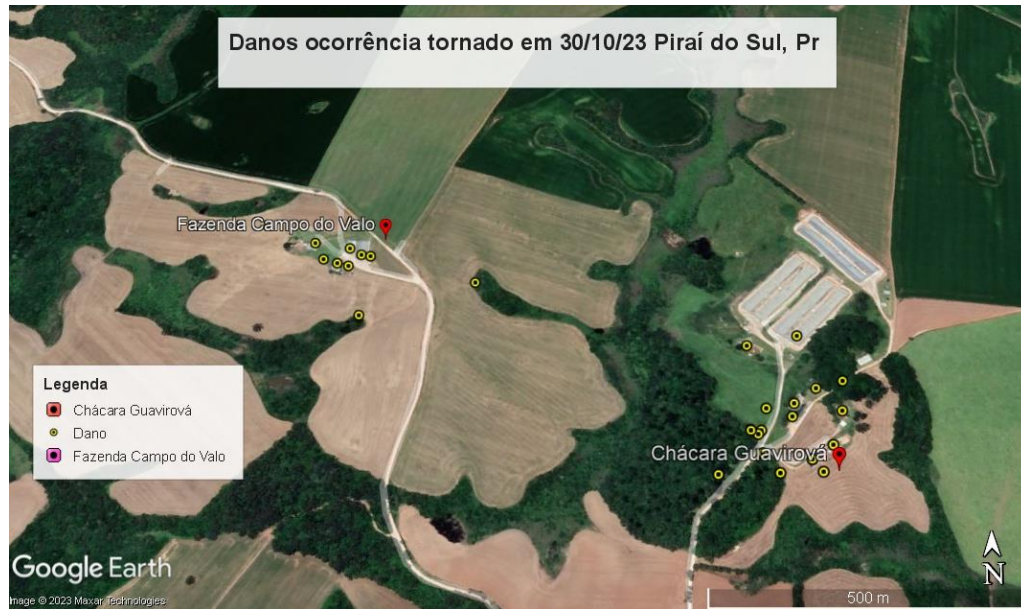 Danos ocorrência tornado em 30/10/23 Piraí do Sul, Pr
Fazenda Campo do Valo
Legenda
Chácara Guavirová
Dano
Fazenda Campo do Valo
Chácara Guavirová
Google Earth
Image © 2023 Maxar Technologies
N
500 m